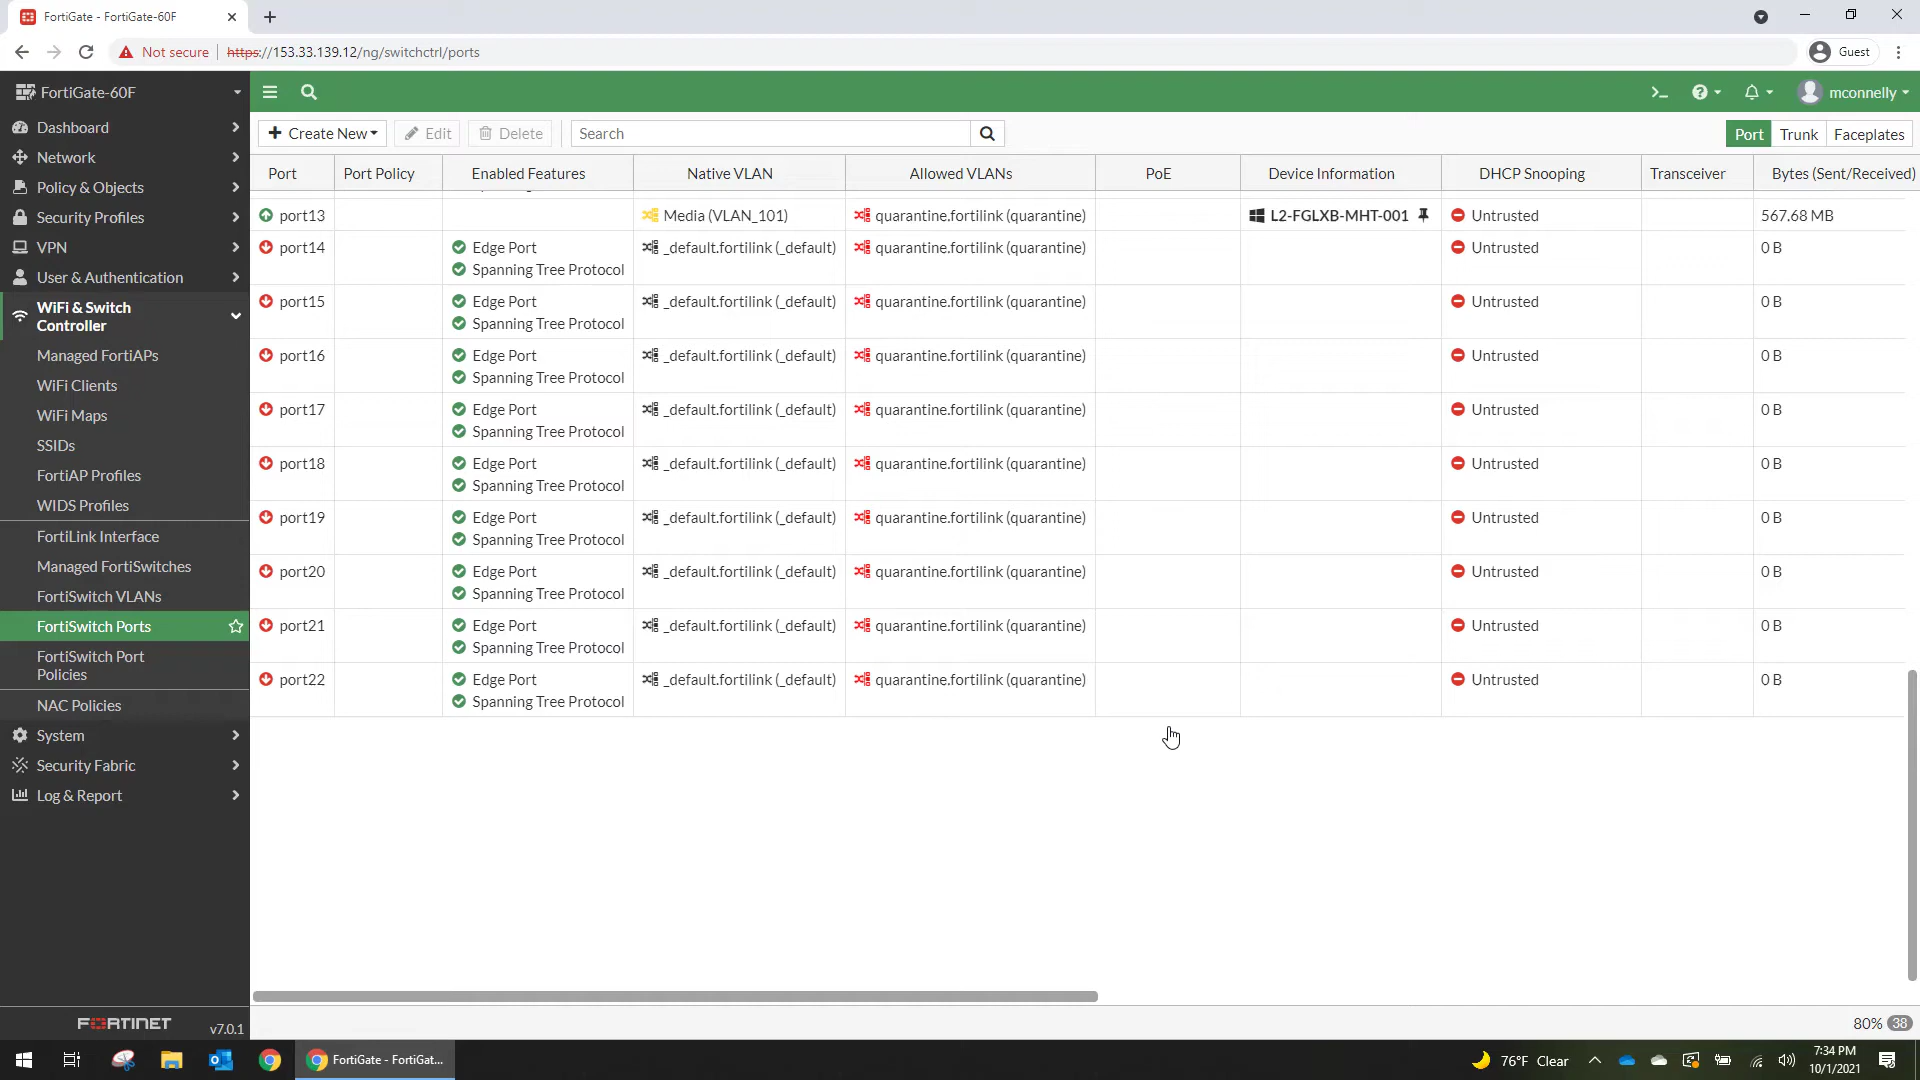 FortiGate - FortiGate-60F
Not secure
https://153.33.139.12/ng/switchctrl/ports
Guest
FortiGate-60F
mconnelly
Dashboard
Network
Policy & Objects
Security Profiles
VPN
User & Authentication
WiFi & Switch
Controller
Managed FortiAPs
WiFi Clients
WiFi Maps
SSIDs
FortiAP Profiles
WIDS Profiles
FortiLink Interface
Managed FortiSwitches
FortiSwitch VLANs
FortiSwitch Ports
FortiSwitch Port
Policies
NAC Policies
System
Security Fabric
Log & Report
FORTINET v7.0.1
Create New Edit Delete Search Port Trunk Faceplates
Port Port Policy Enabled Features Native VLAN Allowed VLANs PoE Device Information DHCP Snooping Transceiver Bytes (Sent/Received)
port13 Media (VLAN_101) quarantine.fortilink (quarantine) L2-FGLXB-MHT-001 Untrusted 567.68 MB
port14 Edge Port _default.fortilink (_default) quarantine.fortilink (quarantine) Untrusted 0 B
Spanning Tree Protocol
port15 Edge Port _default.fortilink (_default) quarantine.fortilink (quarantine) Untrusted 0 B
Spanning Tree Protocol
port16 Edge Port _default.fortilink (_default) quarantine.fortilink (quarantine) Untrusted 0 B
Spanning Tree Protocol
port17 Edge Port _default.fortilink (_default) quarantine.fortilink (quarantine) Untrusted 0 B
Spanning Tree Protocol
port18 Edge Port _default.fortilink (_default) quarantine.fortilink (quarantine) Untrusted 0 B
Spanning Tree Protocol
port19 Edge Port _default.fortilink (_default) quarantine.fortilink (quarantine) Untrusted 0 B
Spanning Tree Protocol
port20 Edge Port _default.fortilink (_default) quarantine.fortilink (quarantine) Untrusted 0 B
Spanning Tree Protocol
port21 Edge Port _default.fortilink (_default) quarantine.fortilink (quarantine) Untrusted 0 B
Spanning Tree Protocol
port22 Edge Port _default.fortilink (_default) quarantine.fortilink (quarantine) Untrusted 0 B
Spanning Tree Protocol
80% 38
FortiGate - FortiGat...
76°F Clear
7:34 PM
10/1/2021